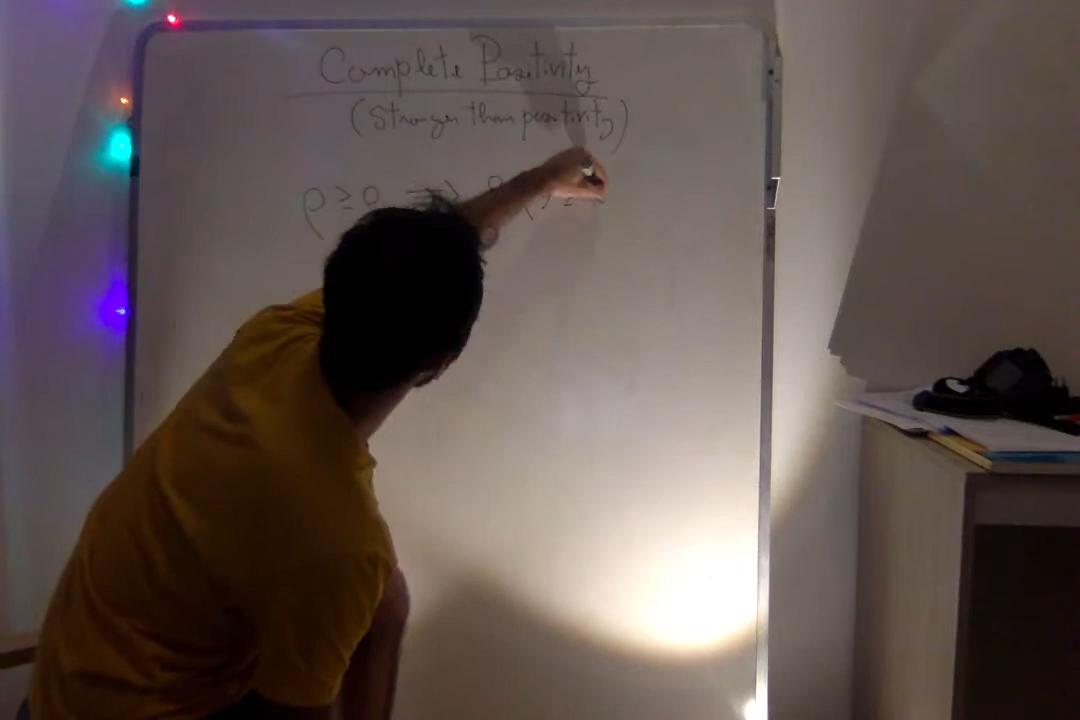 Complete Positivity
(Stronger than positivity)
ρ ≥ 0 ⇒